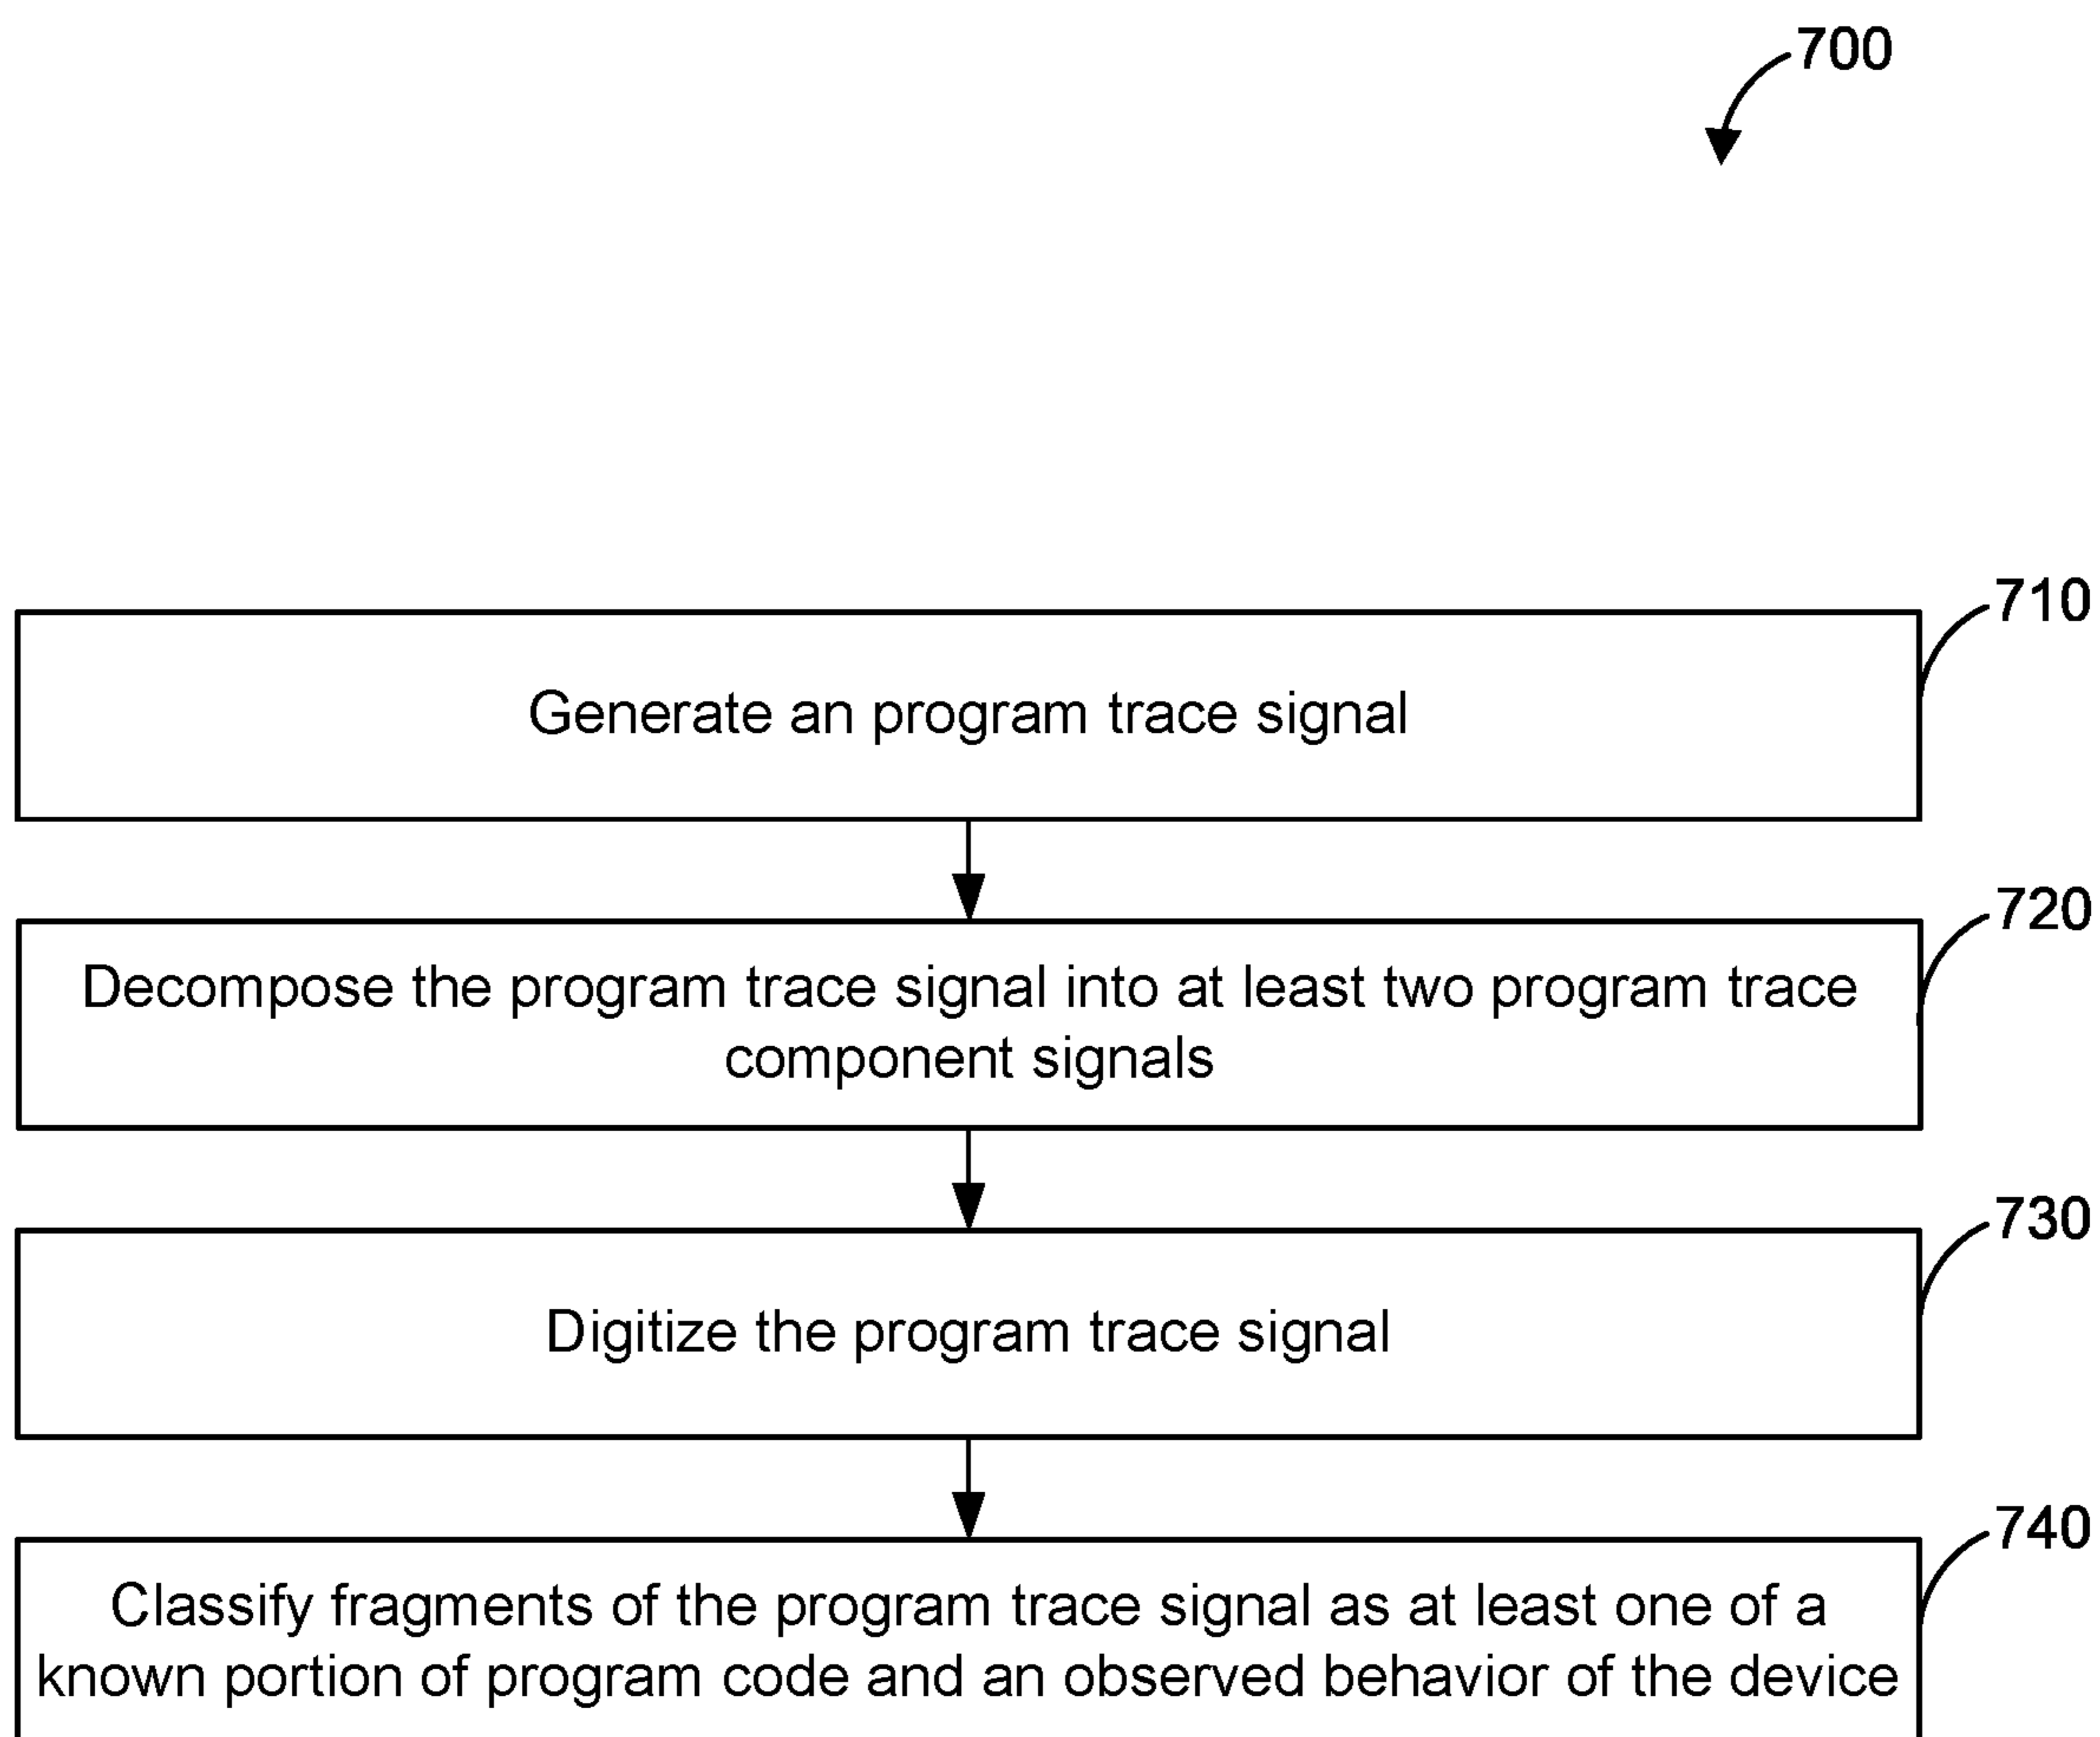 700
710
Generate an program trace signal
720
Decompose the program trace signal into at least two program trace
component signals
730
Digitize the program trace signal
740
Classify fragments of the program trace signal as at least one of a
known portion of program code and an observed behavior of the device